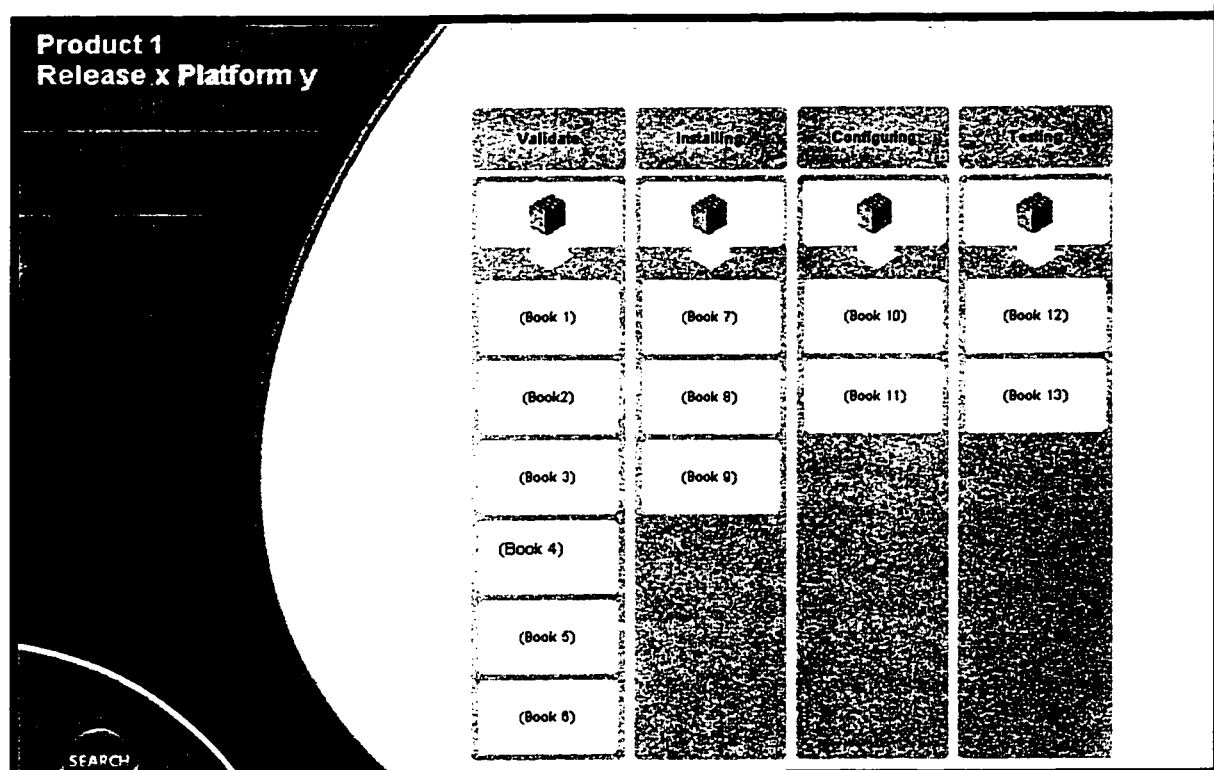 Product 1
Release x Platform y
Validate
Installing
Configuring
Testing
(Book 1)
(Book 7)
(Book 10)
(Book 12)
(Book2)
(Book 8)
(Book 11)
(Book 13)
(Book 3)
(Book 9)
(Book 4)
(Book 5)
(Book 6)
SEARCH